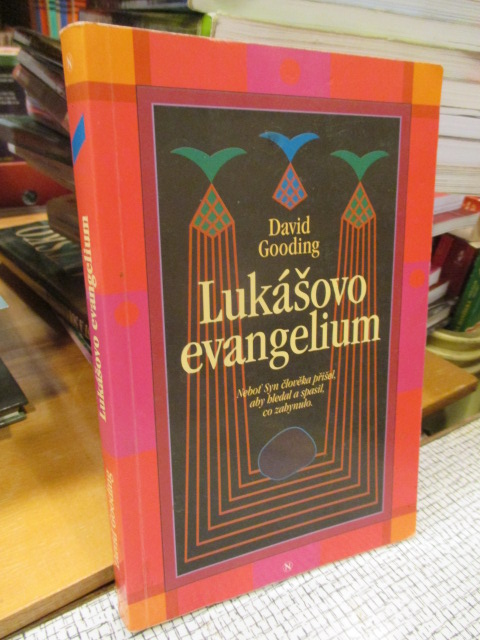 David
Gooding
Lukášovo
evangelium
Neboť Syn člověka přišel,
aby hledal a spasil,
co zahynulo.
N
N
Lukášovo evangelium
David Gooding